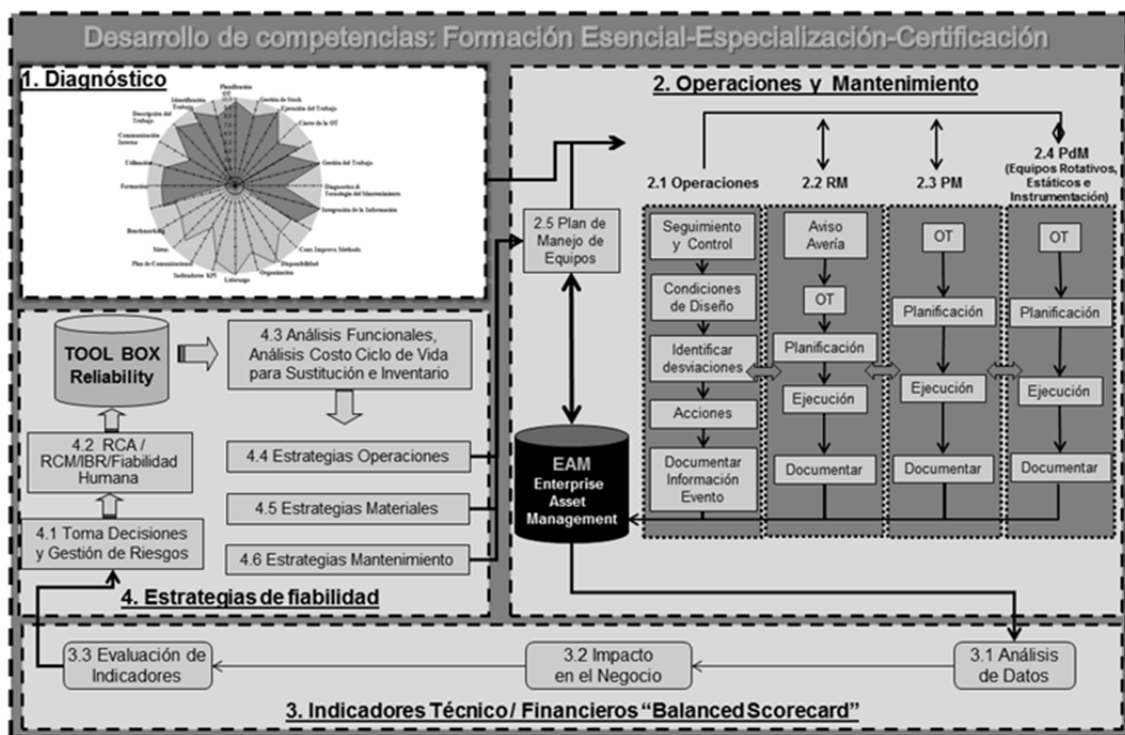 Desarrollo de competencias: Formación Esencial-Especialización-Certificación
1. Diagnóstico
Planificación
OT
Gestión de Stock
Ejecución del Trabajo
Cierre de la OT
Gestión del Trabajo
Diagnostico &
Tecnología del Mantenimiento
Integración de la Información
Disponibilidad
Organización
Liderazgo
Indicadores KPI
Plan de Comunicaciones
Benchmarking
Formación
Utilización
Comunicación
Interna
Descripción del
Trabajo
Identificación
Trabajo
2. Operaciones y Mantenimiento
2.1 Operaciones
2.2 RM
2.3 PM
2.4 PdM
(Equipos Rotativos,
Estáticos e
Instrumentación)
2.5 Plan de
Manejo de
Equipos
Seguimiento
y Control
Condiciones
de Diseño
Identificar
desviaciones
Acciones
Documentar
Información
Evento
Aviso
Avería
OT
Planificación
Ejecución
Documentar
OT
Planificación
Ejecución
Documentar
OT
Planificación
Ejecución
Documentar
EAM
Enterprise
Asset
Management
TOOL BOX
Reliability
4.3 Análisis Funcionales,
Análisis Costo Ciclo de Vida
para Sustitución e Inventario
4.2 RCA /
RCM/IBR/Fiabilidad
Humana
4.4 Estrategias Operaciones
4.5 Estrategias Materiales
4.1 Toma Decisiones
y Gestión de Riesgos
4.6 Estrategias Mantenimiento
4. Estrategias de fiabilidad
3.3 Evaluación de
Indicadores
3.2 Impacto
en el Negocio
3.1 Análisis
de Datos
3. Indicadores Técnico / Financieros “Balanced Scorecard”